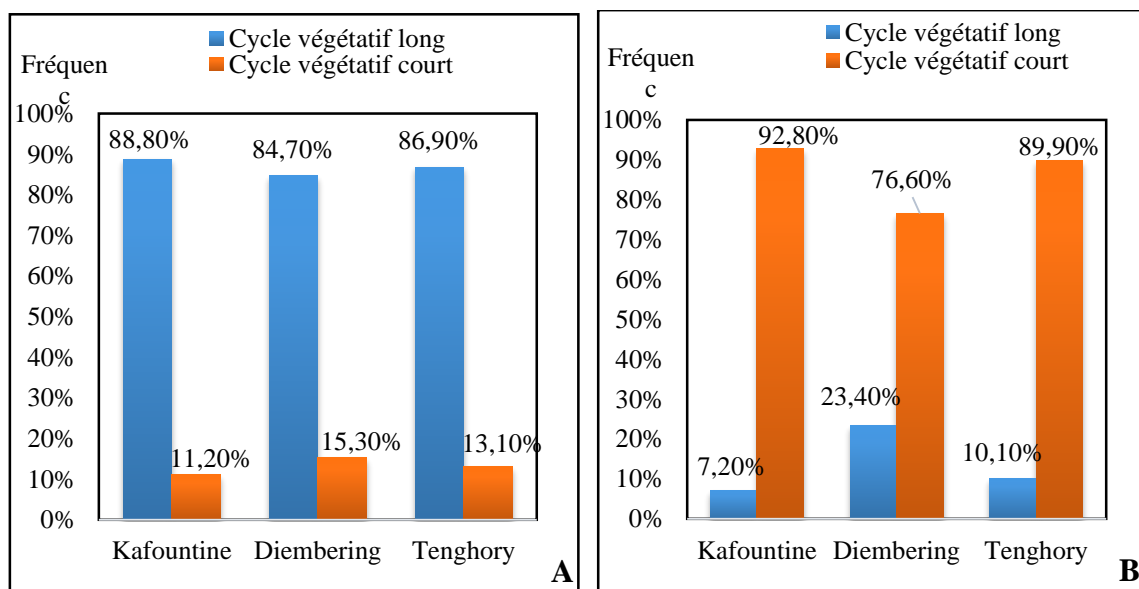 Cycle végétatif long
Cycle végétatif court
Fréquen
c
100%
90%
80%
70%
60%
50%
40%
30%
20%
10%
0%
88,80%
84,70%
86,90%
11,20%
15,30%
13,10%
Kafountine Diembering Tenghory
A
Cycle végétatif long
Cycle végétatif court
Fréquen
c
100%
90%
80%
70%
60%
50%
40%
30%
20%
10%
0%
92,80%
76,60%
89,90%
7,20%
23,40%
10,10%
Kafountine Diembering Tenghory
B